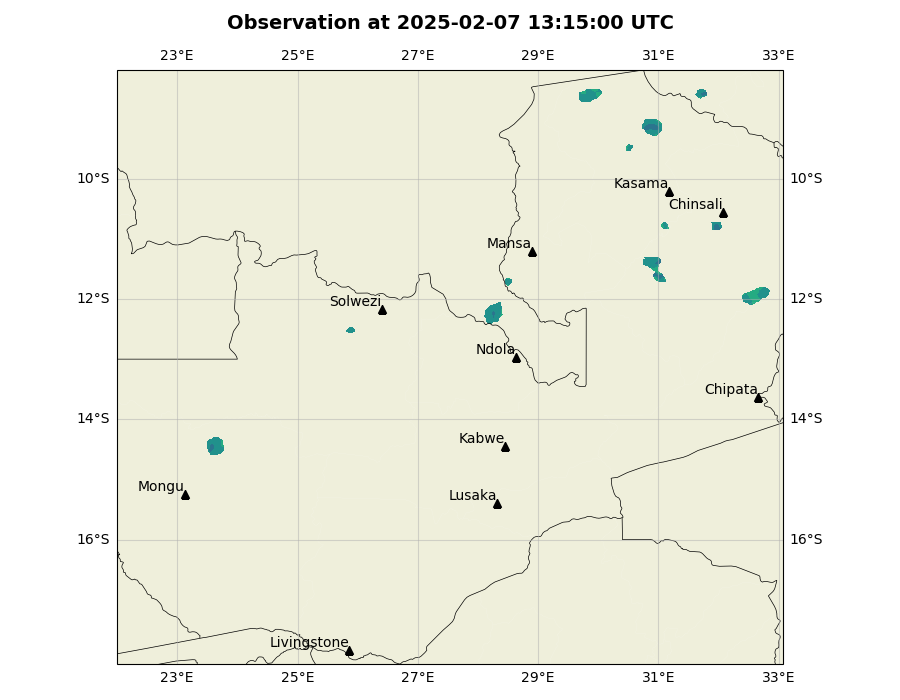 Observation at 2025-02-07 13:15:00 UTC
23°E 25°E 27°E 29°E 31°E 33°E
10°S 10°S
Kasama
Chinsali
Mansa
12°S 12°S
Solwezi
Ndola
Chipata
14°S 14°S
Kabwe
Mongu
Lusaka
16°S 16°S
Livingstone
23°E 25°E 27°E 29°E 31°E 33°E